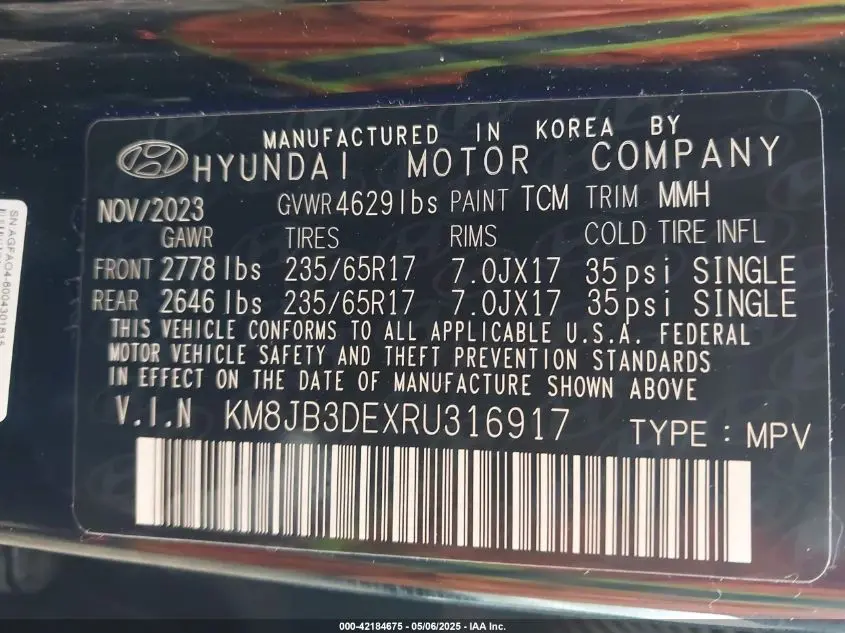 MANUFACTURED IN KOREA BY
HYUNDAI MOTOR COMPANY
NOV/2023 GVWR 4629lbs PAINT TCM TRIM MMH
GAWR TIRES RIMS COLD TIRE INFL
FRONT 2778 lbs 235/65R17 7.0JX17 35psi SINGLE
REAR 2646 lbs 235/65R17 7.0JX17 35psi SINGLE
THIS VEHICLE CONFORMS TO ALL APPLICABLE U.S.A. FEDERAL
MOTOR VEHICLE SAFETY AND THEFT PREVENTION STANDARDS
IN EFFECT ON THE DATE OF MANUFACTURE SHOWN ABOVE
V.I.N KM8JB3DEXRU316917 TYPE : MPV
000-42184675 - 05/06/2025 - IAA Inc.